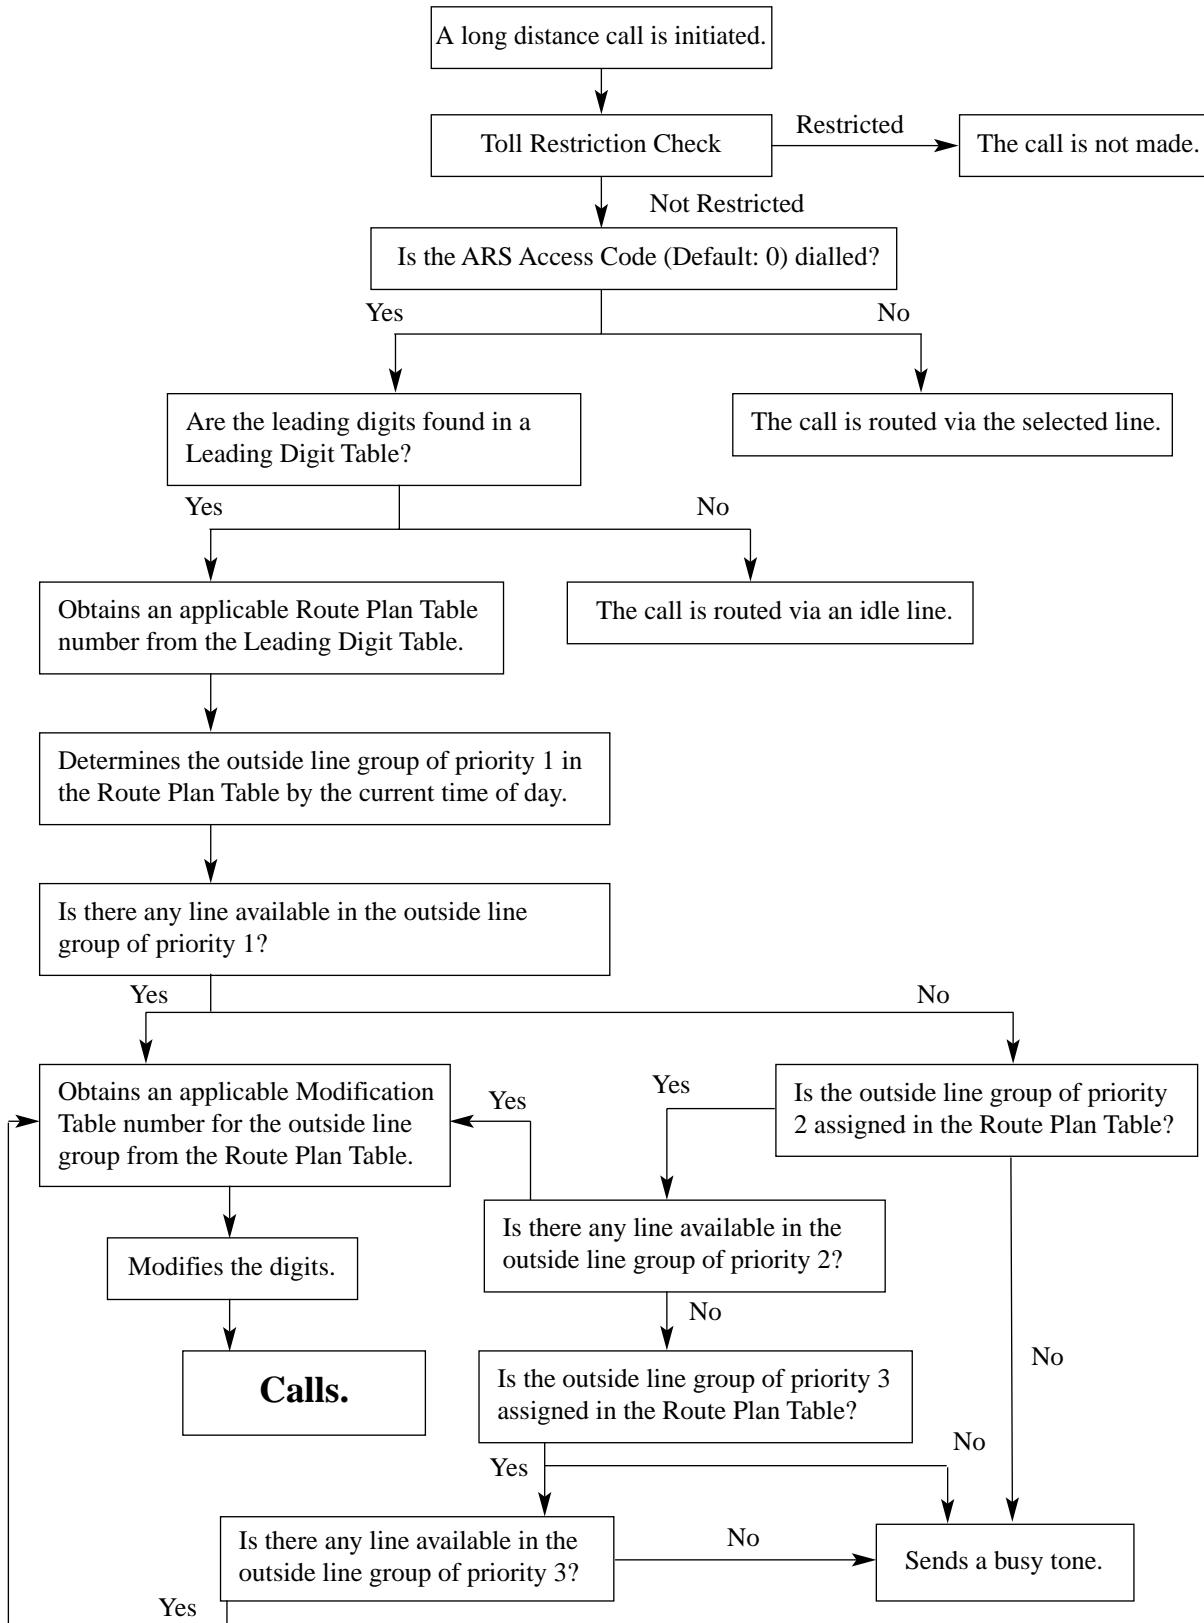 A long distance call is initiated.
Toll Restriction Check
Restricted
The call is not made.
Not Restricted
Is the ARS Access Code (Default: 0) dialled?
Yes
No
Are the leading digits found in a
Leading Digit Table?
The call is routed via the selected line.
Yes
No
Obtains an applicable Route Plan Table
number from the Leading Digit Table.
The call is routed via an idle line.
Determines the outside line group of priority 1 in
the Route Plan Table by the current time of day.
Is there any line available in the outside line
group of priority 1?
Yes
No
Obtains an applicable Modification
Table number for the outside line
group from the Route Plan Table.
Yes
Yes
Is the outside line group of priority
2 assigned in the Route Plan Table?
Modifies the digits.
Is there any line available in the
outside line group of priority 2?
No
No
Calls.
Is the outside line group of priority 3
assigned in the Route Plan Table?
Yes
No
Is there any line available in the
outside line group of priority 3?
No
Sends a busy tone.
Yes